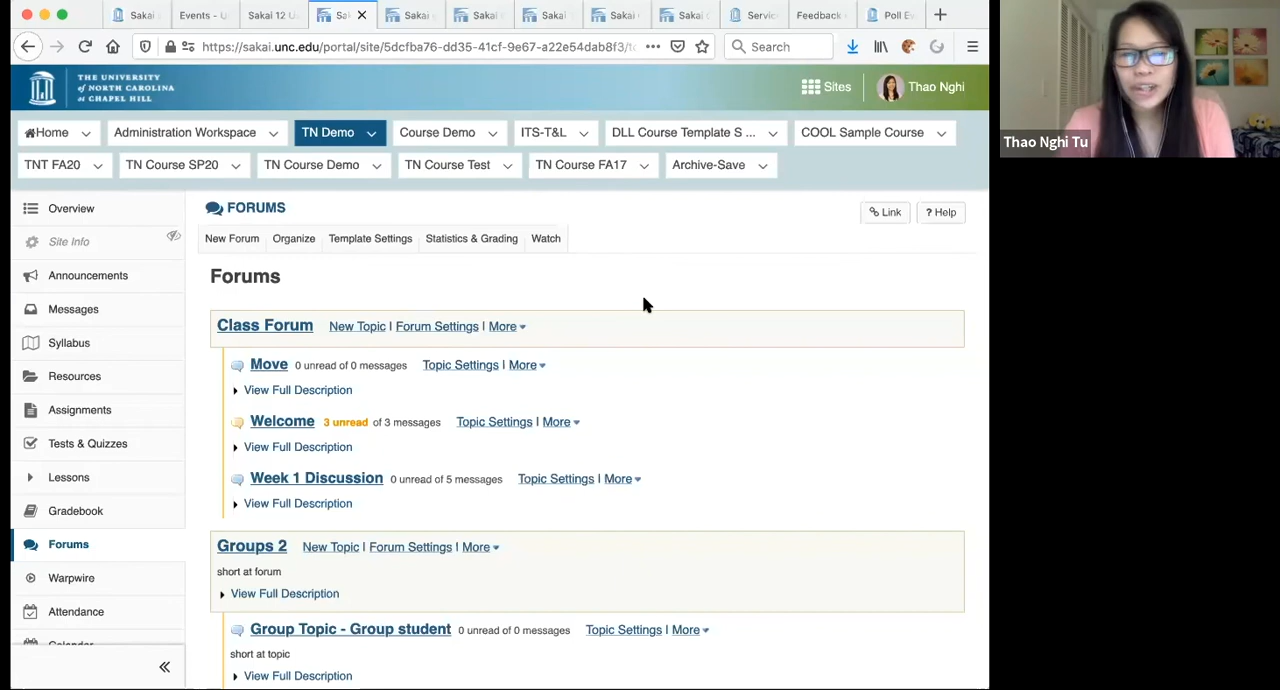 Sakai
Events - U
Sakai 12 U
Sa
Sakai
Sakai
Sakai
Sakai
Sakai
Servic
Feedback
Poll Ev
https://sakai.unc.edu/portal/site/5dcfba76-dd35-41cf-9e67-a22e54dab8f3/to
Search
THE UNIVERSITY
of NORTH CAROLINA
at CHAPEL HILL
Sites
Thao Nghi
Thao Nghi Tu
Home
Administration Workspace
TN Demo
Course Demo
ITS-T&L
DLL Course Template S ...
COOL Sample Course
TNT FA20
TN Course SP20
TN Course Demo
TN Course Test
TN Course FA17
Archive-Save
Overview
Site Info
Announcements
Messages
Syllabus
Resources
Assignments
Tests & Quizzes
Lessons
Gradebook
Forums
Warpwire
Attendance
Calendar
FORUMS
Link
? Help
New Forum
Organize
Template Settings
Statistics & Grading
Watch
Forums
Class Forum New Topic | Forum Settings | More
Move 0 unread of 0 messages Topic Settings | More
View Full Description
Welcome 3 unread of 3 messages Topic Settings | More
View Full Description
Week 1 Discussion 0 unread of 5 messages Topic Settings | More
View Full Description
Groups 2 New Topic | Forum Settings | More
short at forum
View Full Description
Group Topic - Group student 0 unread of 0 messages Topic Settings | More
short at topic
View Full Description